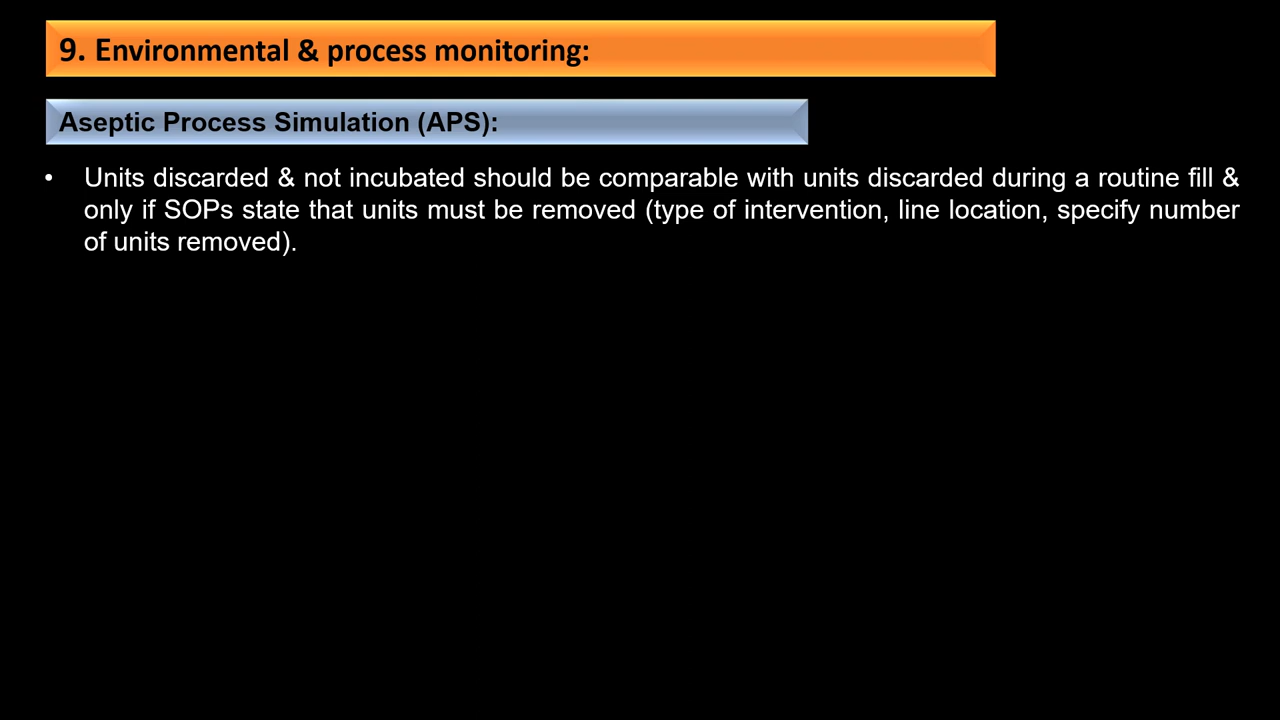 9. Environmental & process monitoring:
Aseptic Process Simulation (APS):
• Units discarded & not incubated should be comparable with units discarded during a routine fill &
only if SOPs state that units must be removed (type of intervention, line location, specify number
of units removed).